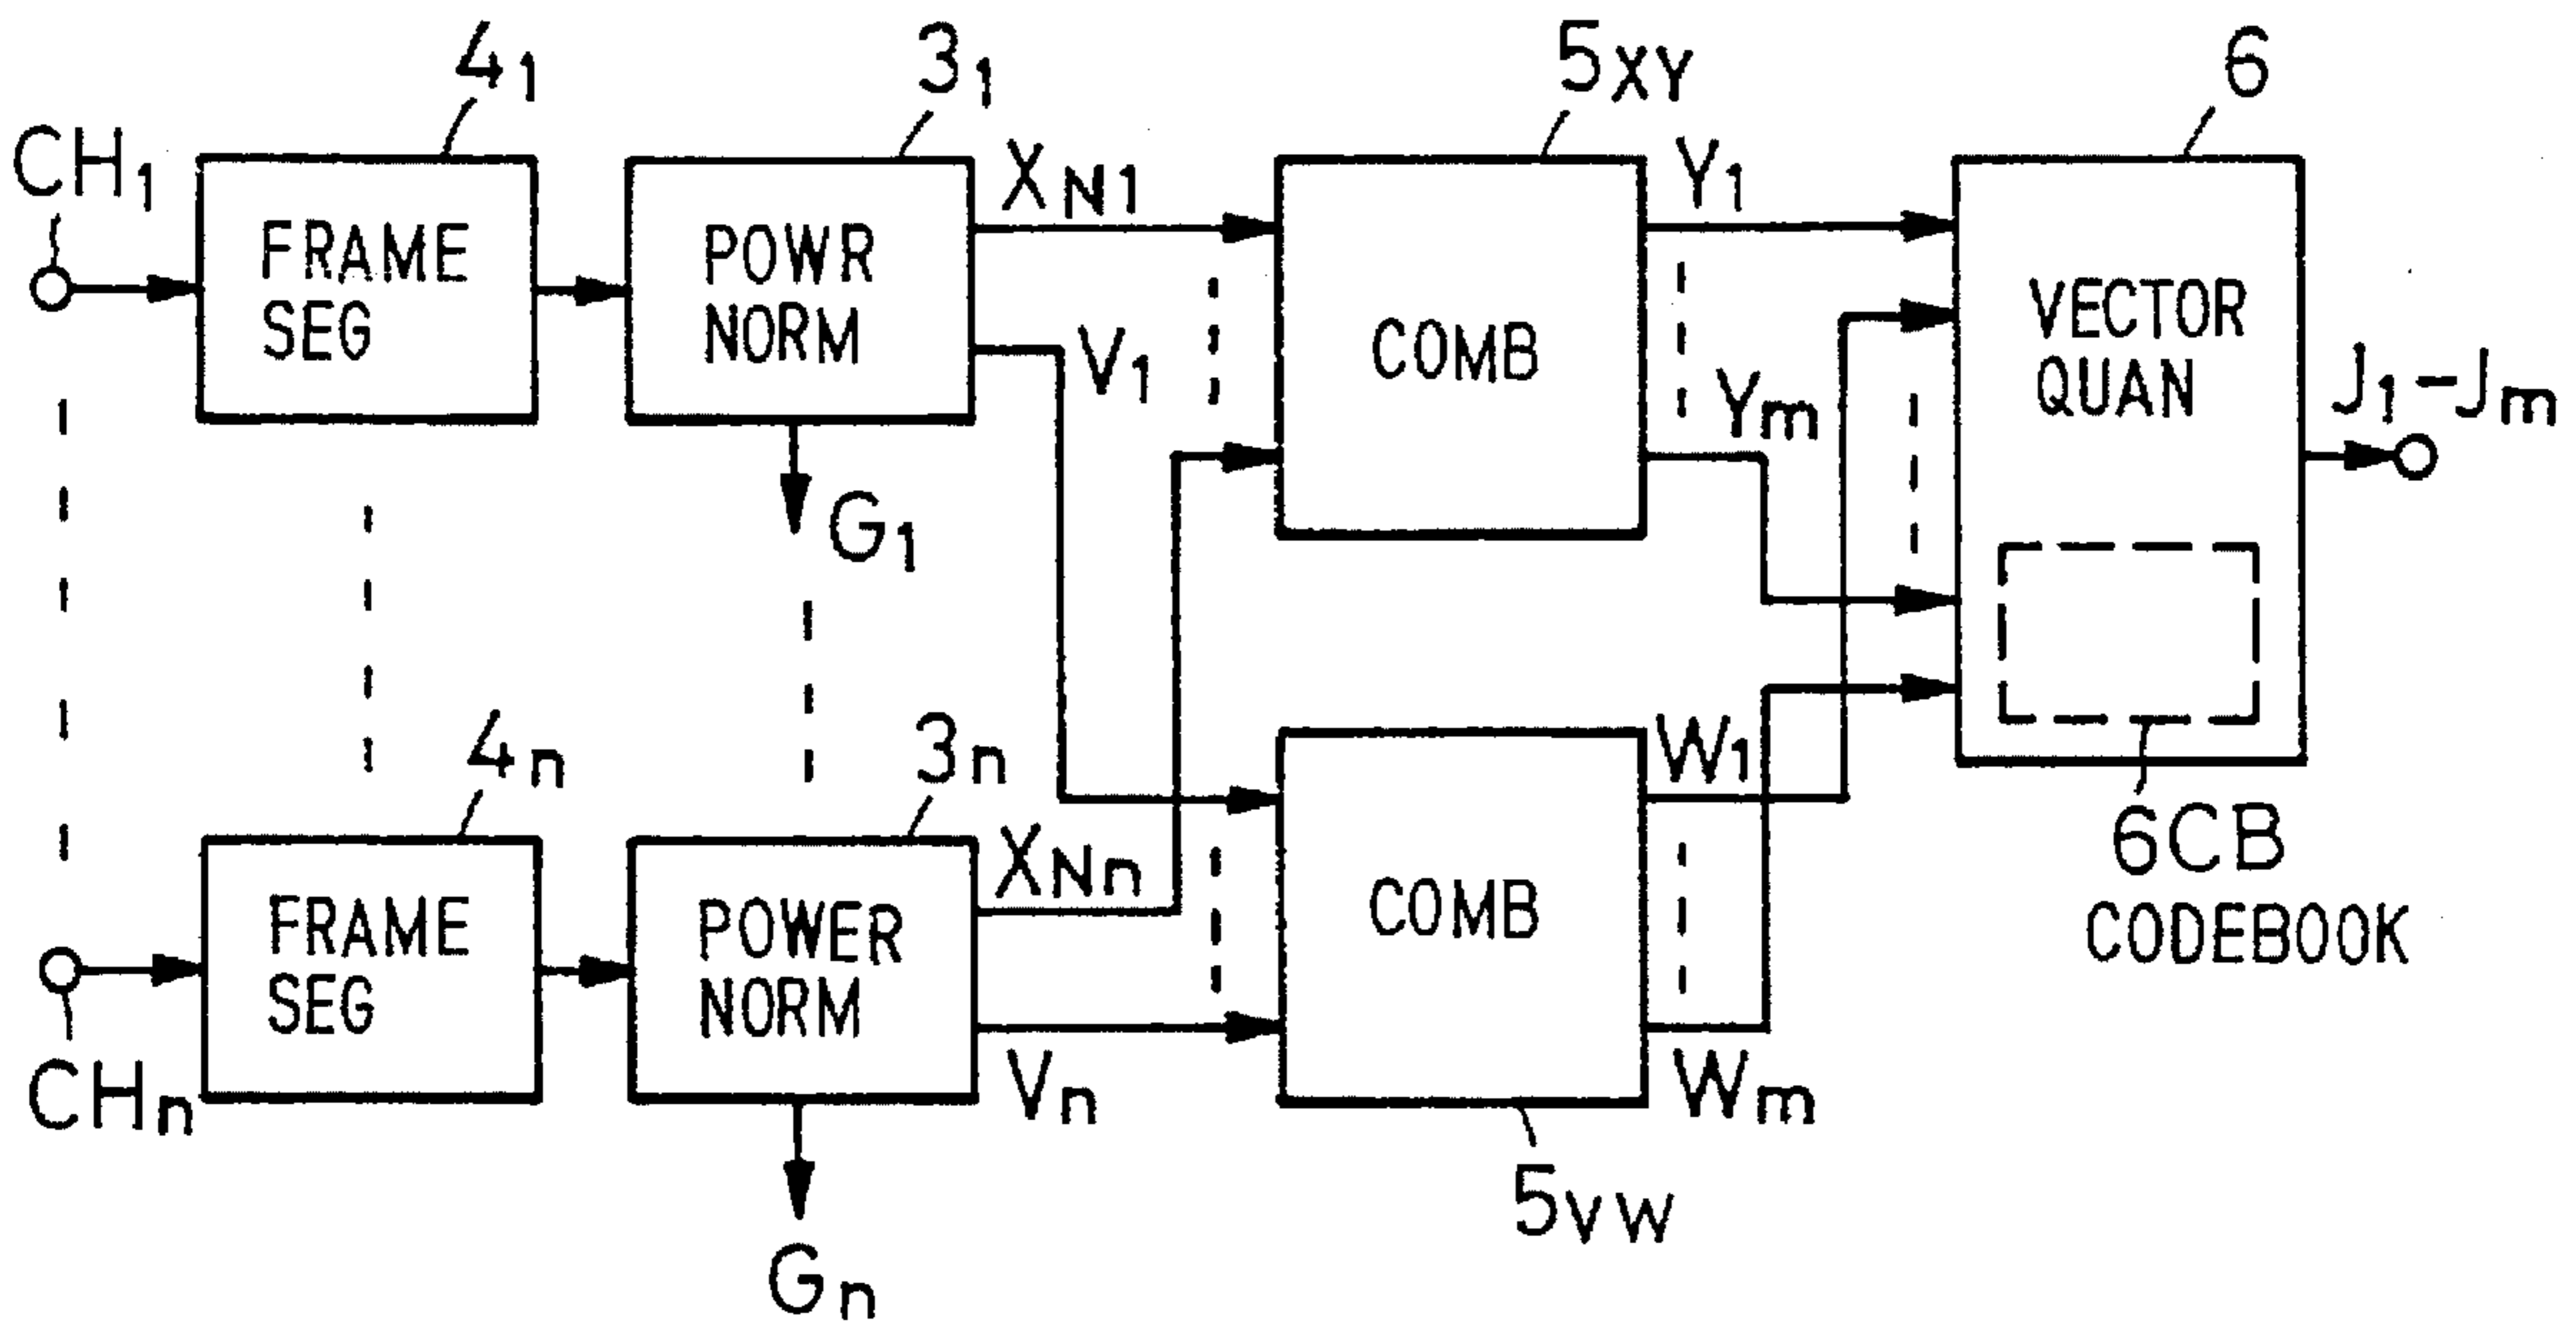 4₁
3₁
5XY
6
CH₁
FRAME
SEG
POWR
NORM
XN1
V₁
G₁
COMB
Y₁
Ym
VECTOR
QUAN
J₁-Jm
4n
3n
CHn
FRAME
SEG
POWER
NORM
XNn
Vn
Gn
COMB
W₁
Wm
5VW
6CB
CODEBOOK